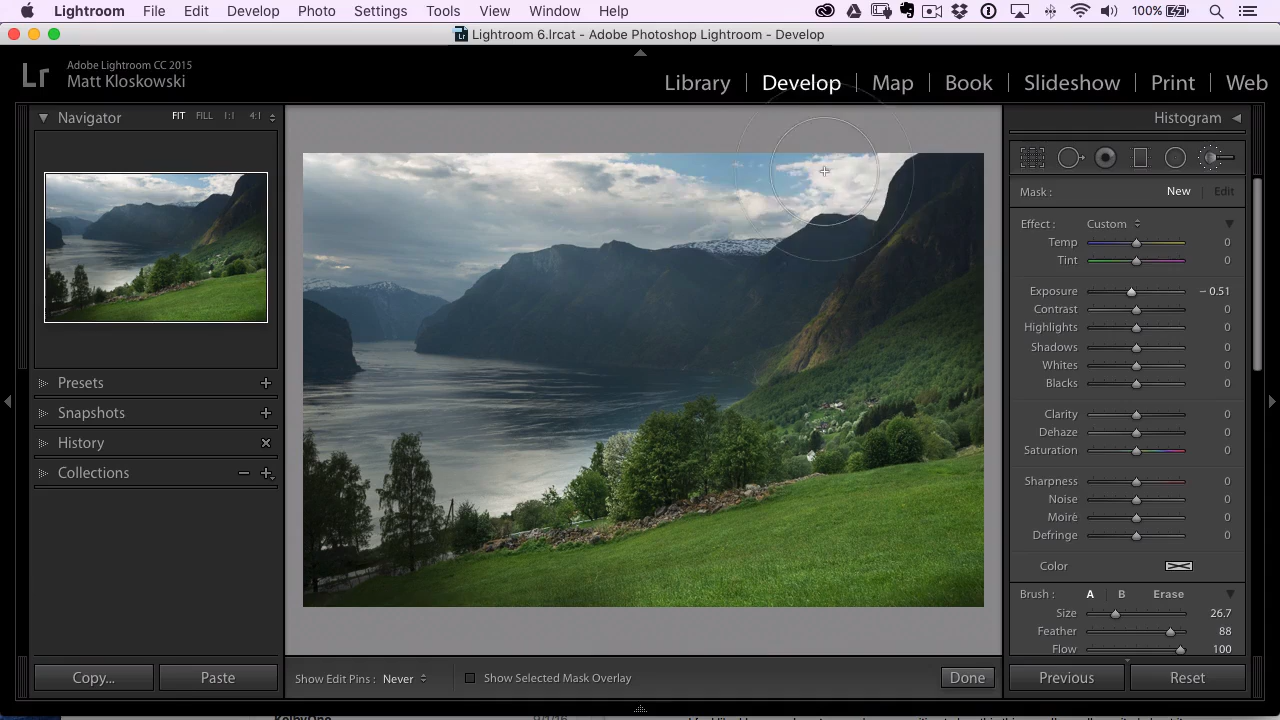 Lightroom File Edit Develop Photo Settings Tools View Window Help 100%
Lightroom 6.lrcat - Adobe Photoshop Lightroom - Develop
Lr
Adobe Lightroom CC 2015
Matt Kloskowski
Library Develop Map Book Slideshow Print Web
Navigator FIT FILL 1:1 4:1
Presets
Snapshots
History
Collections
Copy... Paste
Show Edit Pins : Never Show Selected Mask Overlay Done
Histogram
Mask : New Edit
Effect : Custom
Temp 0
Tint 0
Exposure – 0.51
Contrast 0
Highlights 0
Shadows 0
Whites 0
Blacks 0
Clarity 0
Dehaze 0
Saturation 0
Sharpness 0
Noise 0
Moiré 0
Defringe 0
Color
Brush : A B Erase
Size 26.7
Feather 88
Flow 100
Previous Reset